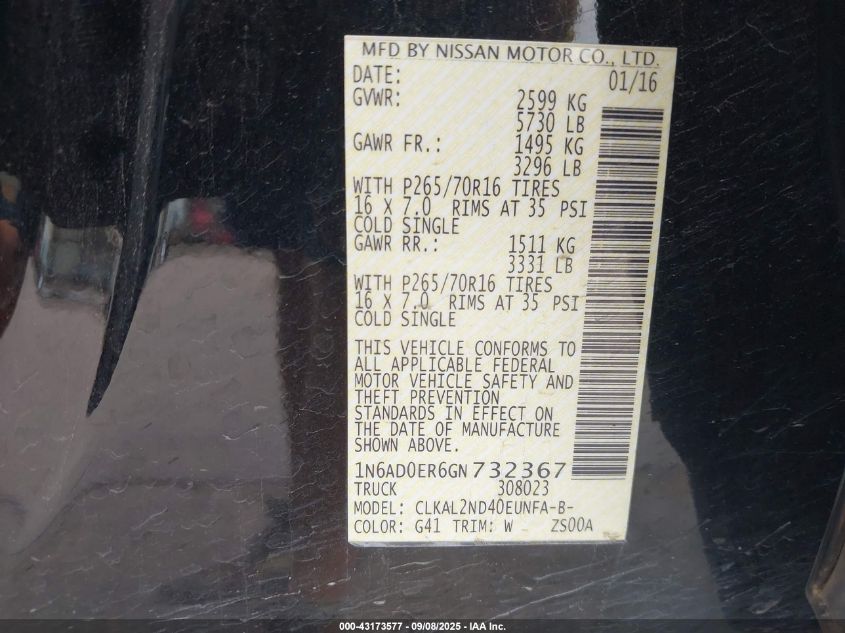 MFD BY NISSAN MOTOR CO., LTD.
DATE: 01/16
GVWR: 2599 KG
5730 LB
GAWR FR.: 1495 KG
3296 LB
WITH P265/70R16 TIRES
16 X 7.0 RIMS AT 35 PSI
COLD SINGLE
GAWR RR.: 1511 KG
3331 LB
WITH P265/70R16 TIRES
16 X 7.0 RIMS AT 35 PSI
COLD SINGLE
THIS VEHICLE CONFORMS TO
ALL APPLICABLE FEDERAL
MOTOR VEHICLE SAFETY AND
THEFT PREVENTION
STANDARDS IN EFFECT ON
THE DATE OF MANUFACTURE
SHOWN ABOVE.
1N6AD0ER6GN732367
TRUCK 308023
MODEL: CLKAL2ND40EUNFA-B-
COLOR: G41 TRIM: W ZS00A
000-43173577 - 09/08/2025 - IAA Inc.